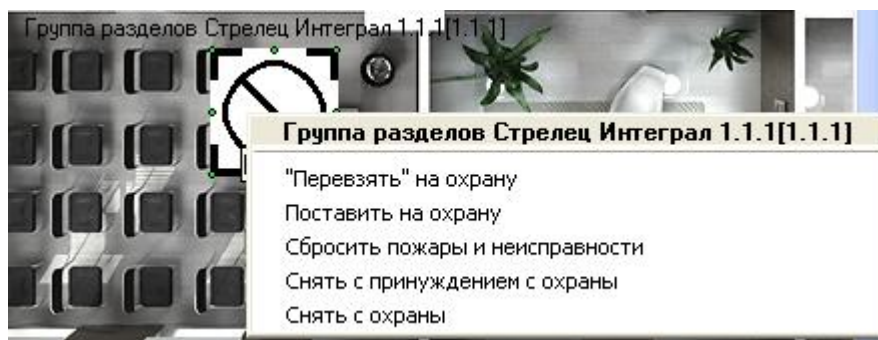 Группа разделов Стрелец Интеграл 1.1.1[1.1.1]
Группа разделов Стрелец Интеграл 1.1.1[1.1.1]
"Перевзять" на охрану
Поставить на охрану
Сбросить пожары и неисправности
Снять с принуждением с охраны
Снять с охраны